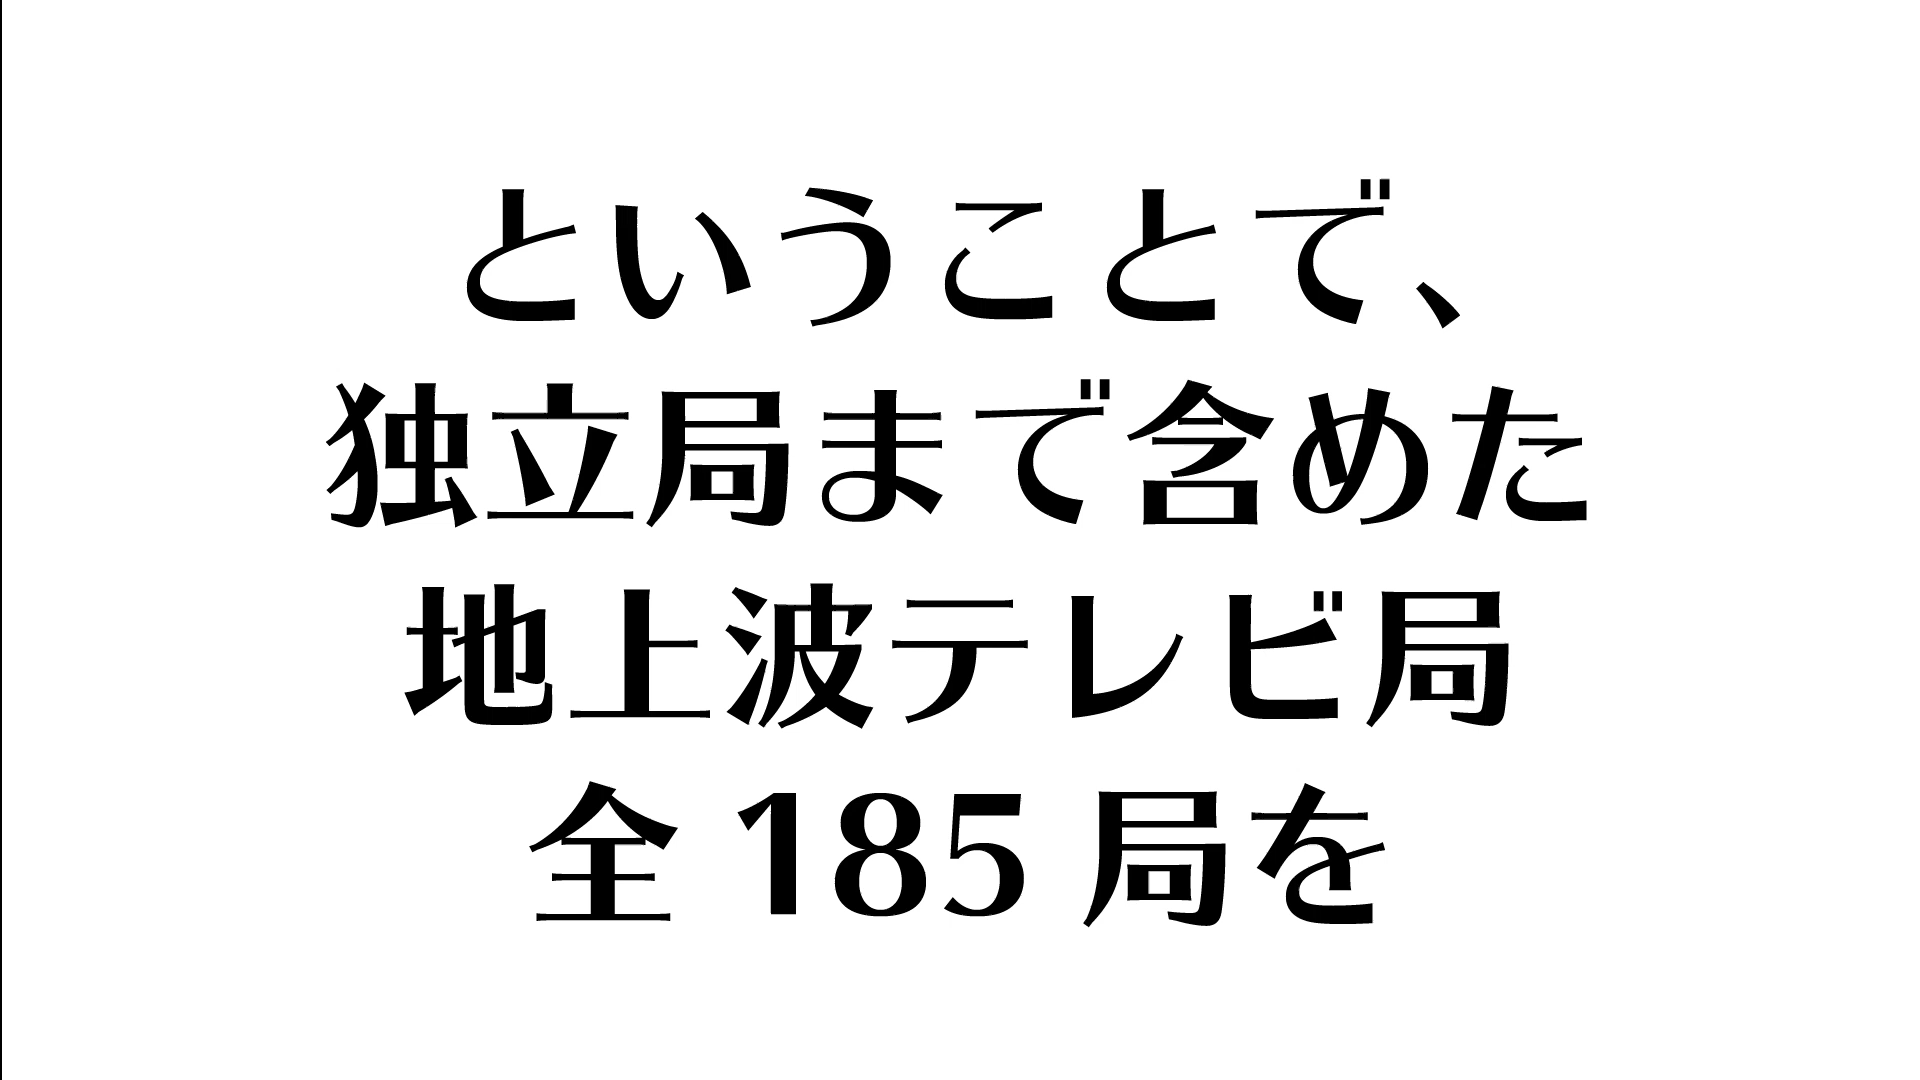 ということで、
独立局まで含めた
地上波テレビ局
全185局を